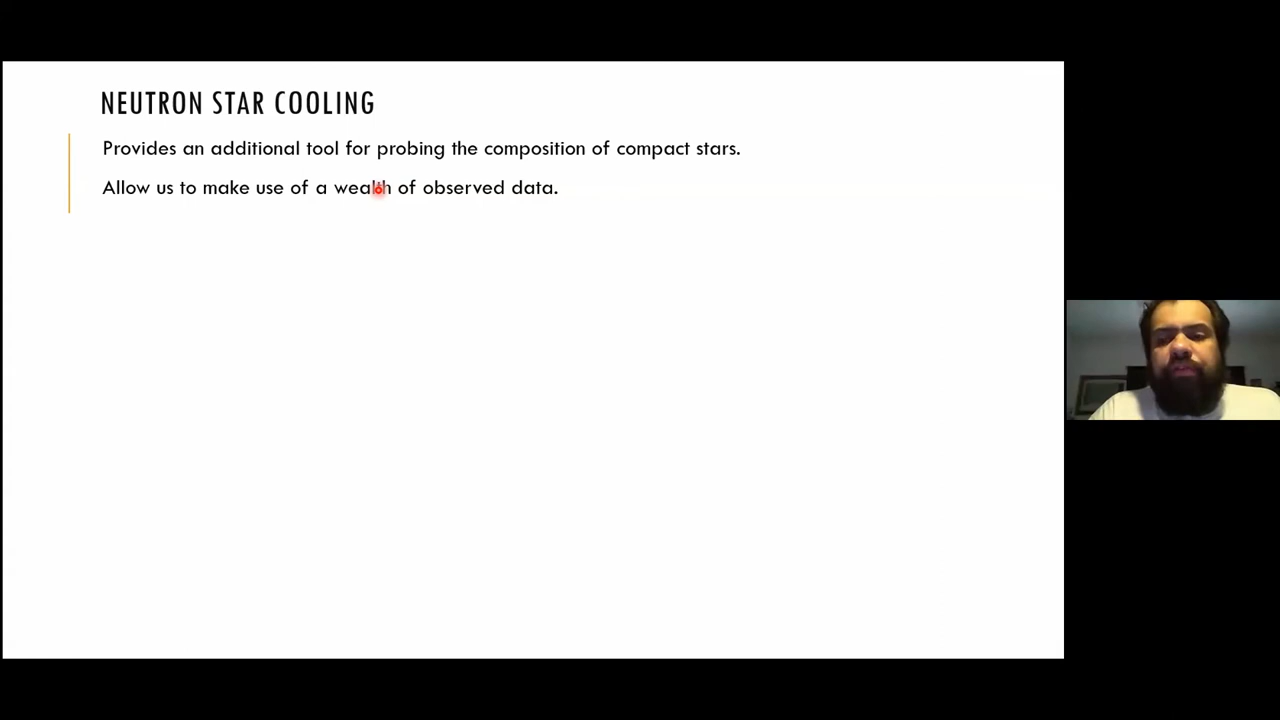 NEUTRON STAR COOLING
Provides an additional tool for probing the composition of compact stars.
Allow us to make use of a wealth of observed data.